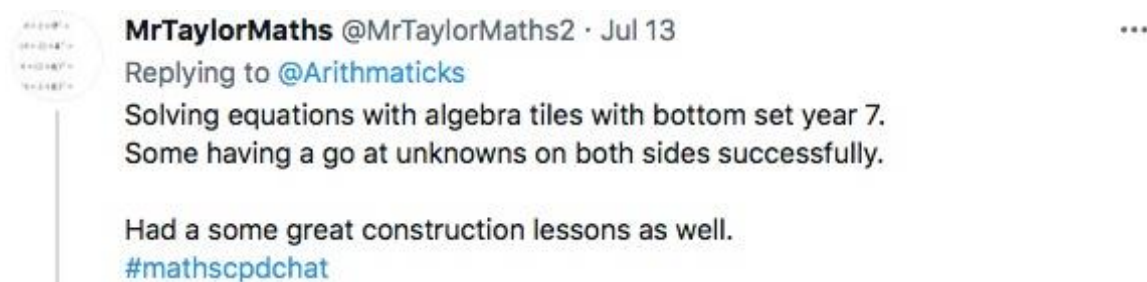 MrTaylorMaths @MrTaylorMaths2 · Jul 13
Replying to @Arithmaticks
Solving equations with algebra tiles with bottom set year 7.
Some having a go at unknowns on both sides successfully.
Had a some great construction lessons as well.
#mathscpdchat